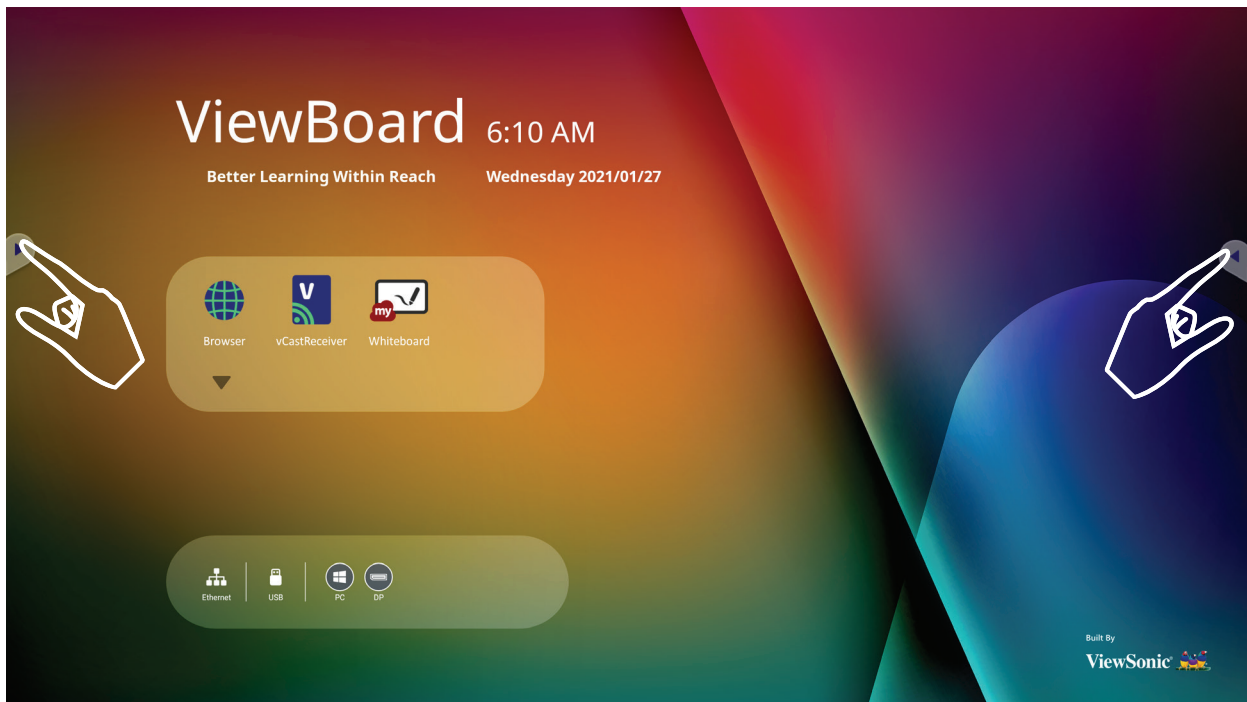 ViewBoard 6:10 AM
Better Learning Within Reach Wednesday 2021/01/27
V
my
Browser vCastReceiver Whiteboard
Ethernet USB PC DP
Built By
ViewSonic®